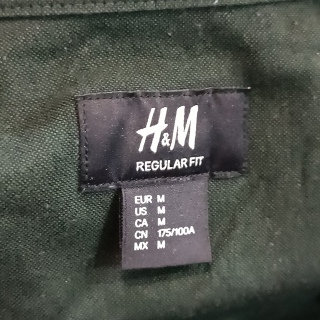 H&M
REGULAR FIT
EUR M
US M
CA M
CN 175/100A
MX M